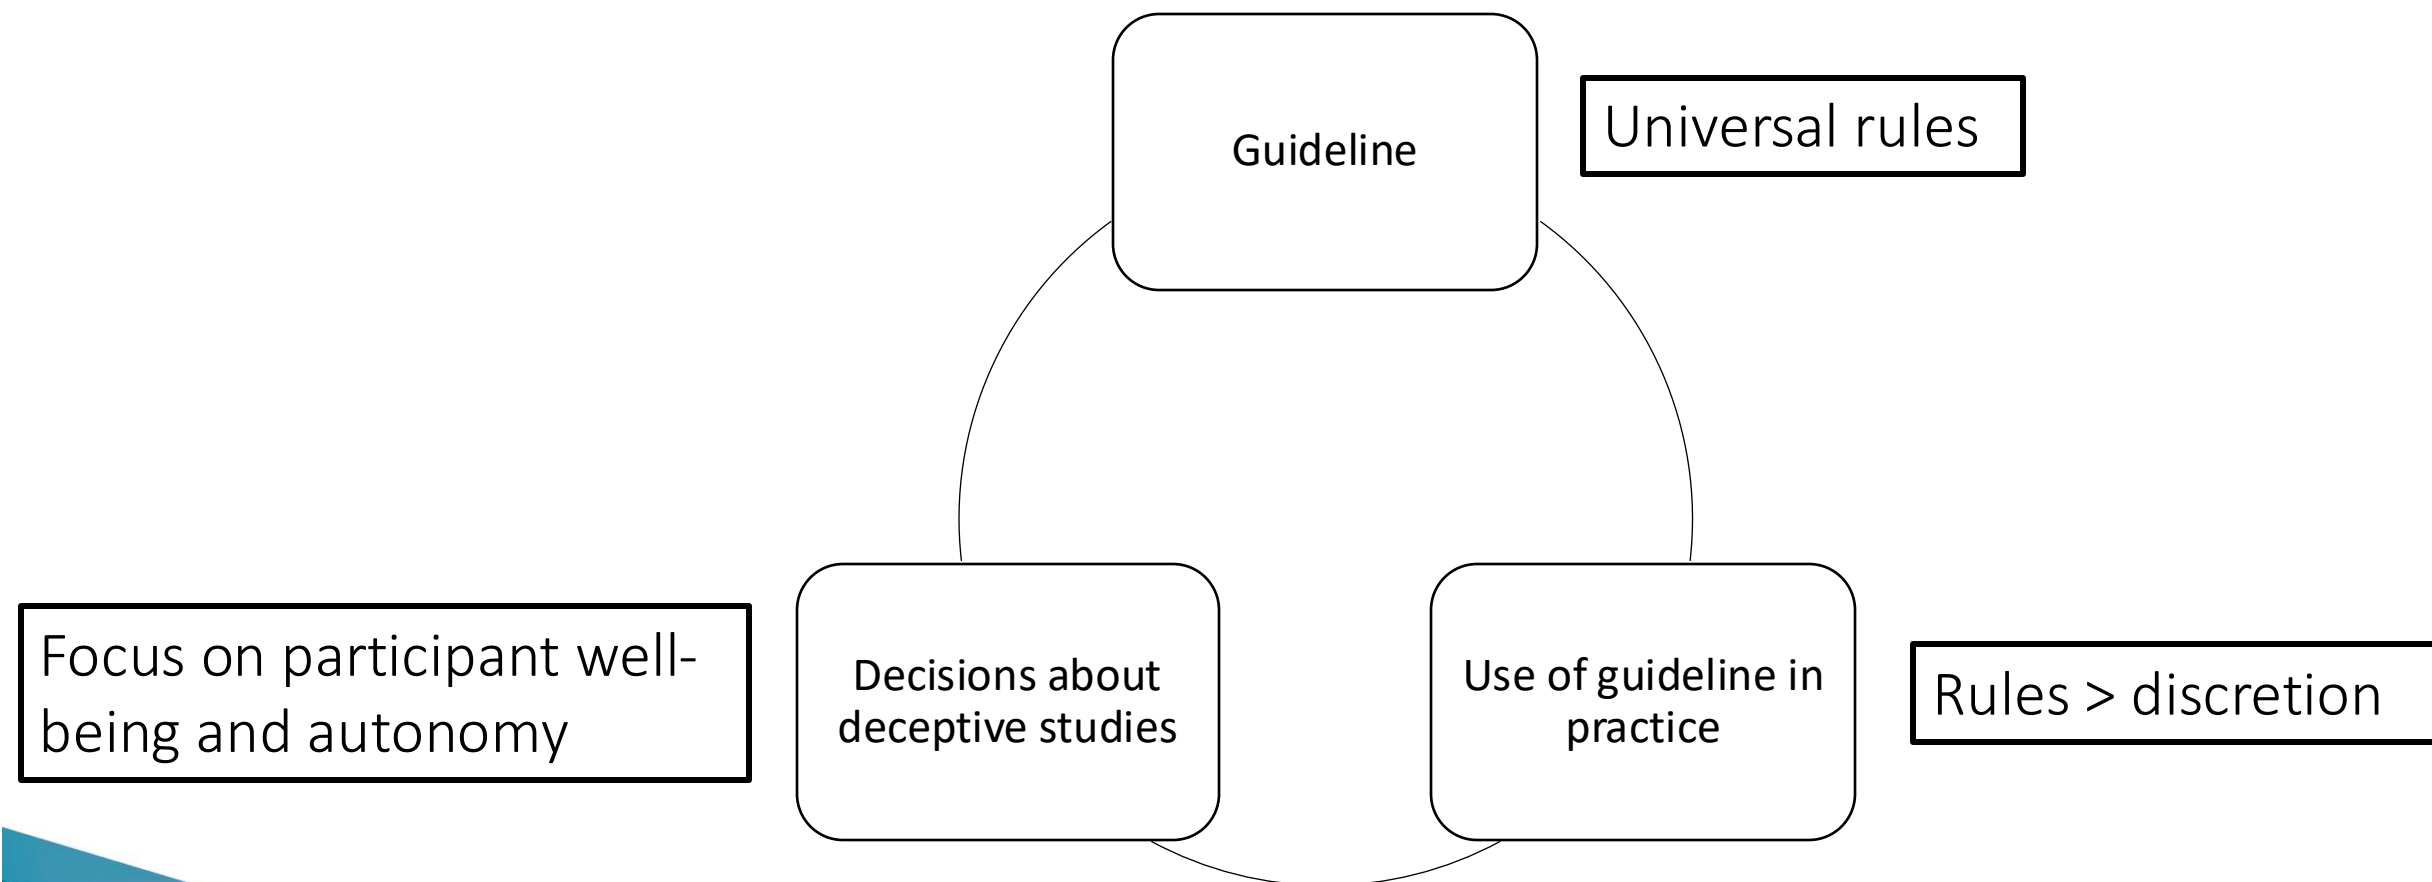 Guideline
Universal rules
Focus on participant well-
being and autonomy
Decisions about
deceptive studies
Use of guideline in
practice
Rules > discretion